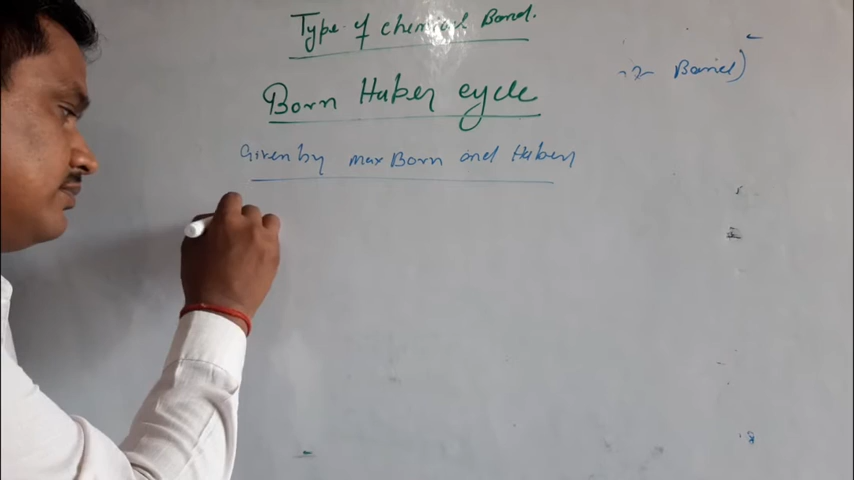 Type of chemical Bond.
Born Haber cycle
Given by max Born and Haber
Bond)